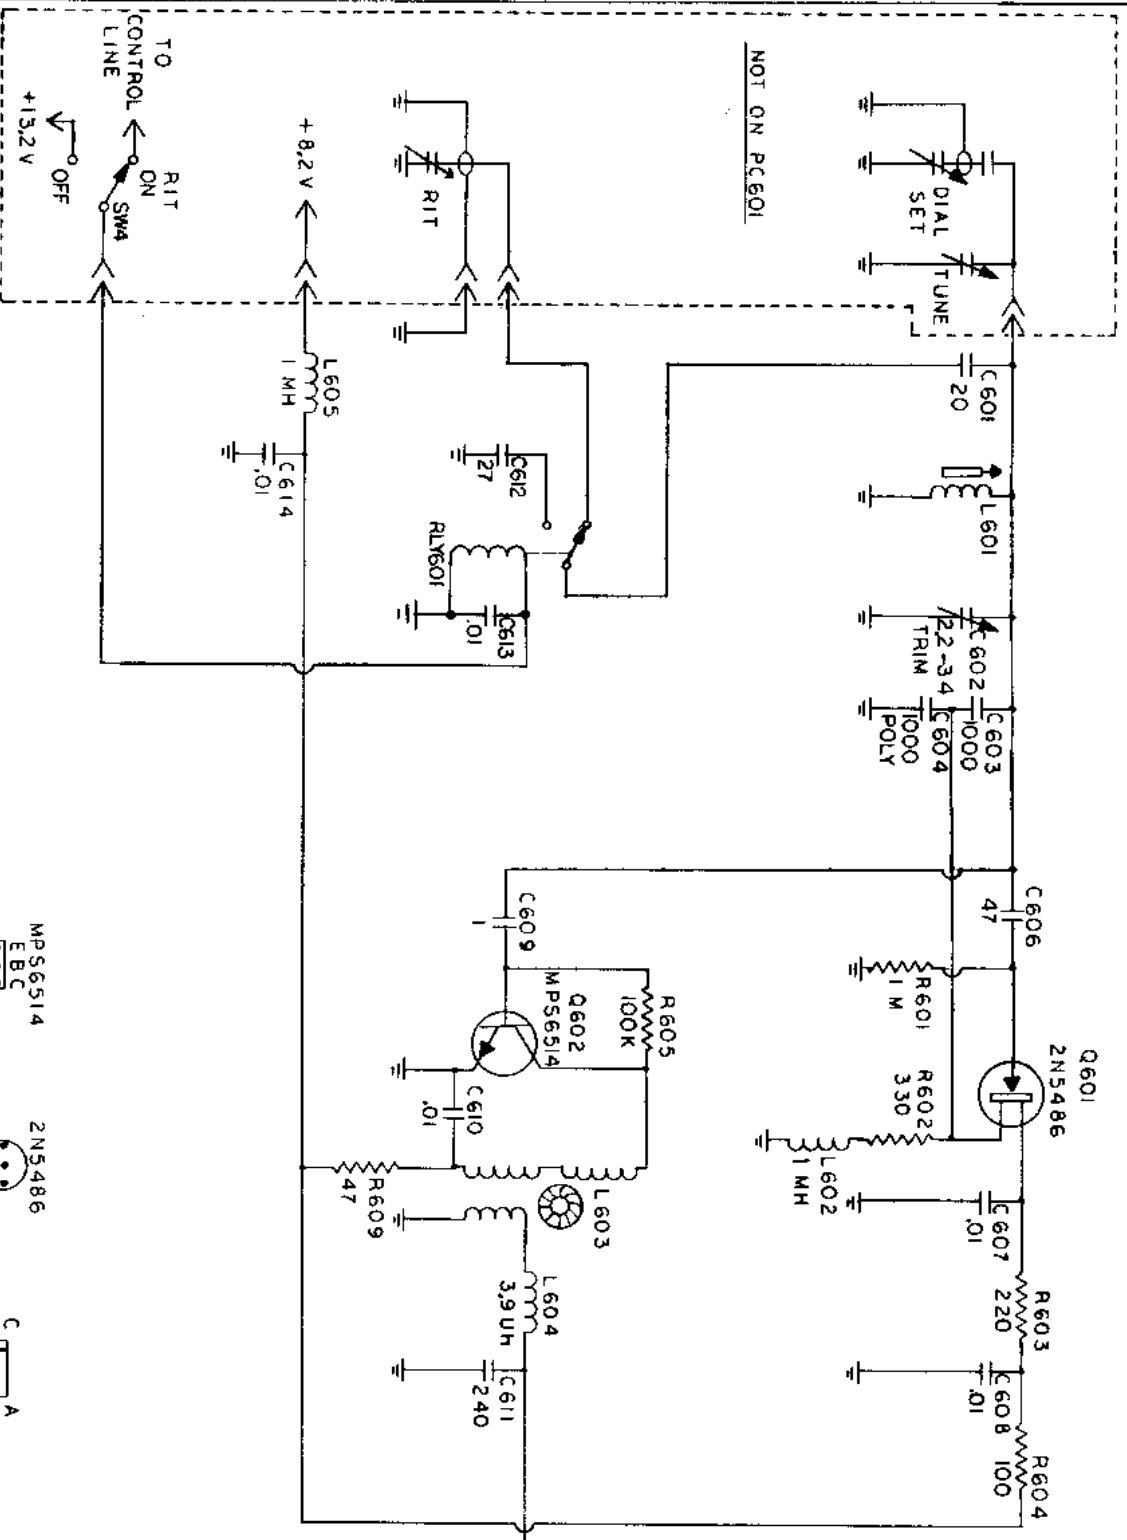 NOT ON PC601
DIAL
SET
TUNE
C601
20
L601
C602
2.2-34
TRIM
C603
1000
C604
1000
POLY
C606
47
R601
1 M
Q601
2N5486
R602
330
L602
1 MH
C607
.01
R603
220
C608
.01
R604
100
RIT
C612
27
RLY601
C613
.01
C609
1
Q602
MPS6514
R605
100K
C610
.01
L603
R609
47
L604
3.9 Uh
C611
240
+8,2 V
L605
1 MH
C614
.01
TO
CONTROL
LINE
RIT
ON
SW4
OFF
+13,2 V
MPS6514
E B C
2N5486
C
A